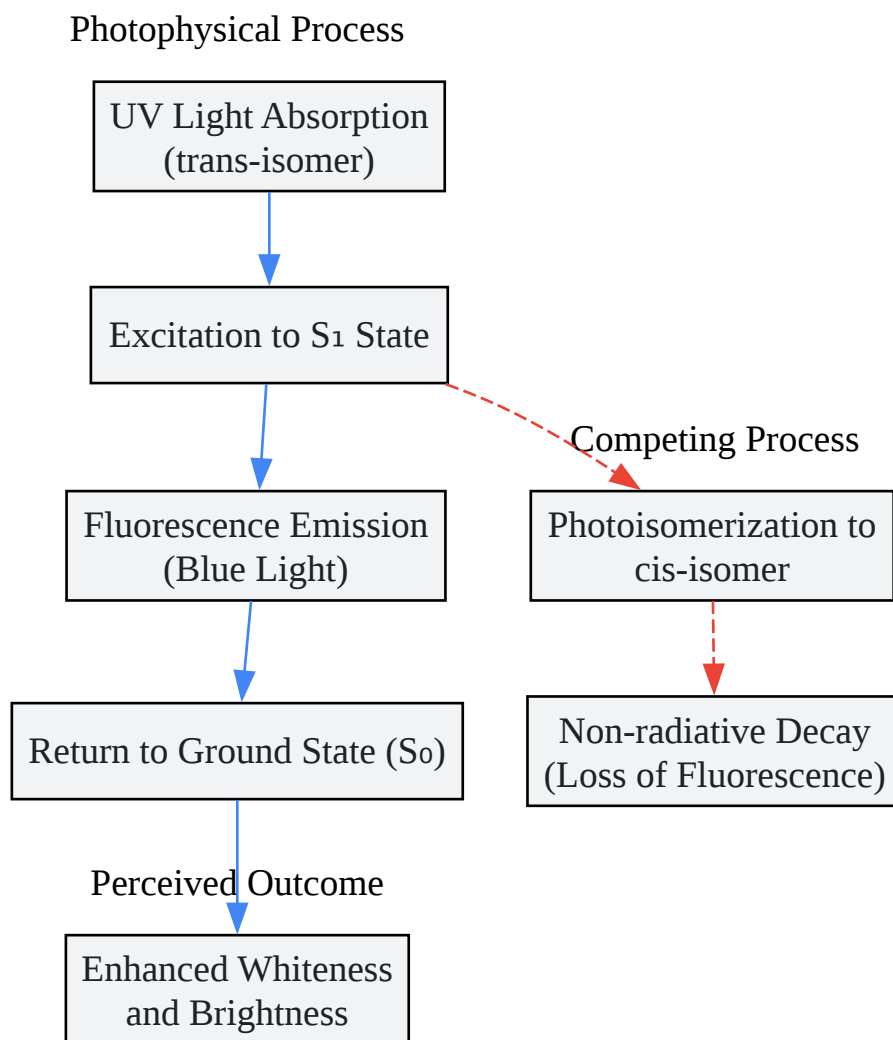 Photophysical Process
UV Light Absorption
(trans-isomer)
Excitation to S₁ State
Competing Process
Fluorescence Emission
(Blue Light)
Photoisomerization to
cis-isomer
Return to Ground State (S₀)
Non-radiative Decay
(Loss of Fluorescence)
Perceived Outcome
Enhanced Whiteness
and Brightness